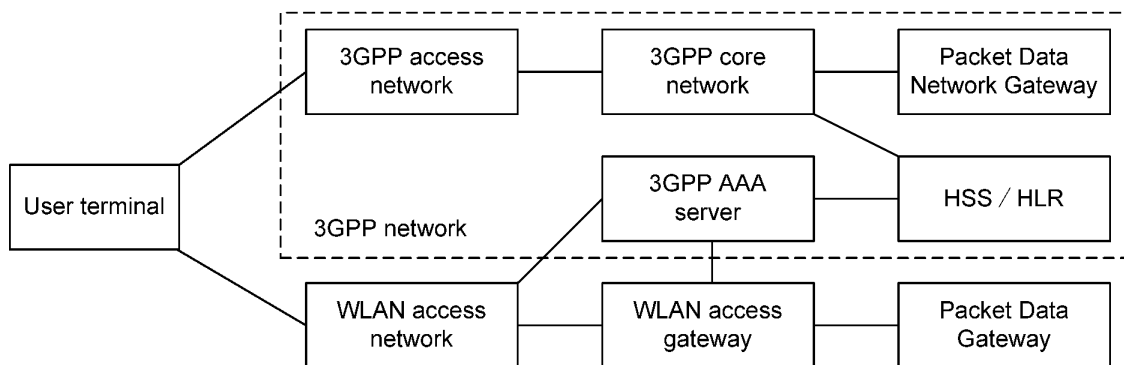 3GPP access
network
3GPP core
network
Packet Data
Network Gateway
User terminal
3GPP network
3GPP AAA
server
HSS / HLR
WLAN access
network
WLAN access
gateway
Packet Data
Gateway